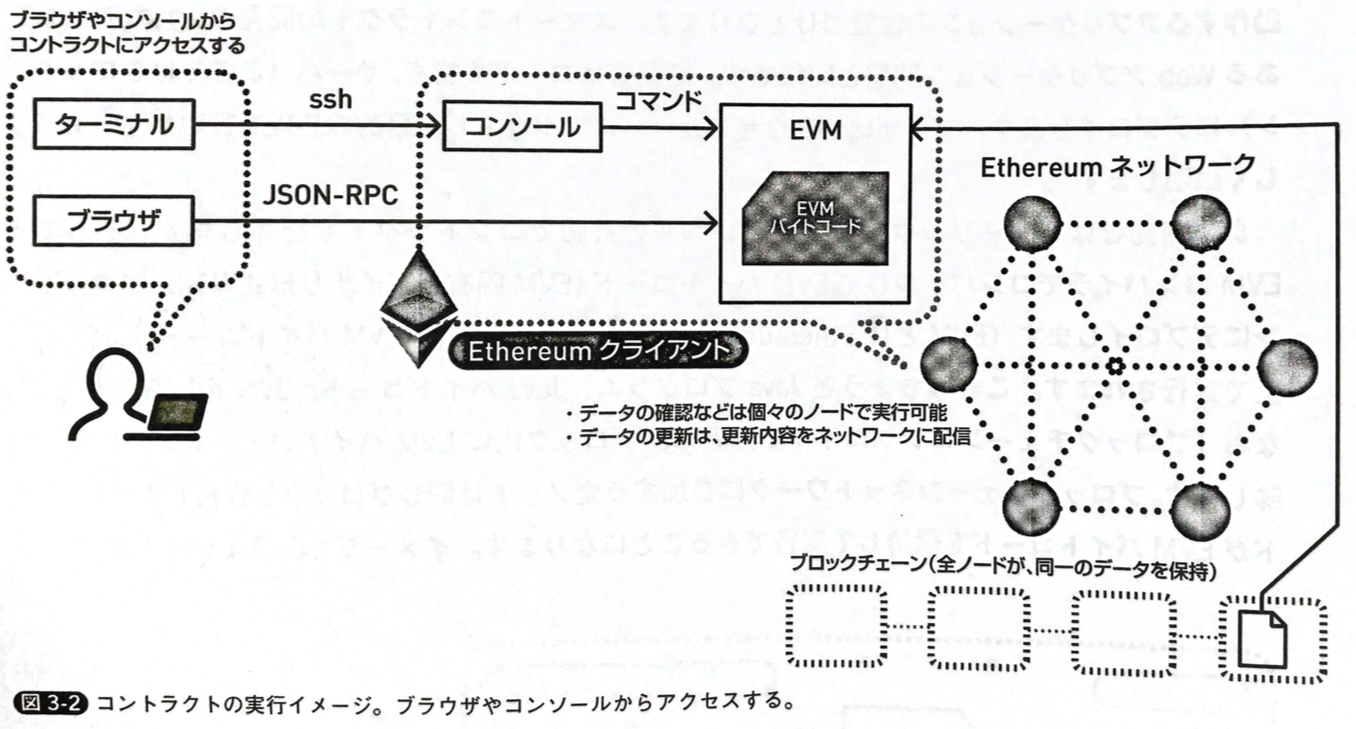 ブラウザやコンソールから
コントラクトにアクセスする
ターミナル
ssh
コンソール
コマンド
EVM
EVM
バイトコード
ブラウザ
JSON-RPC
Ethereum クライアント
Ethereum ネットワーク
・データの確認などは個々のノードで実行可能
・データの更新は、更新内容をネットワークに配信
ブロックチェーン(全ノードが、同一のデータを保持)
図 3-2 コントラクトの実行イメージ。ブラウザやコンソールからアクセスする。